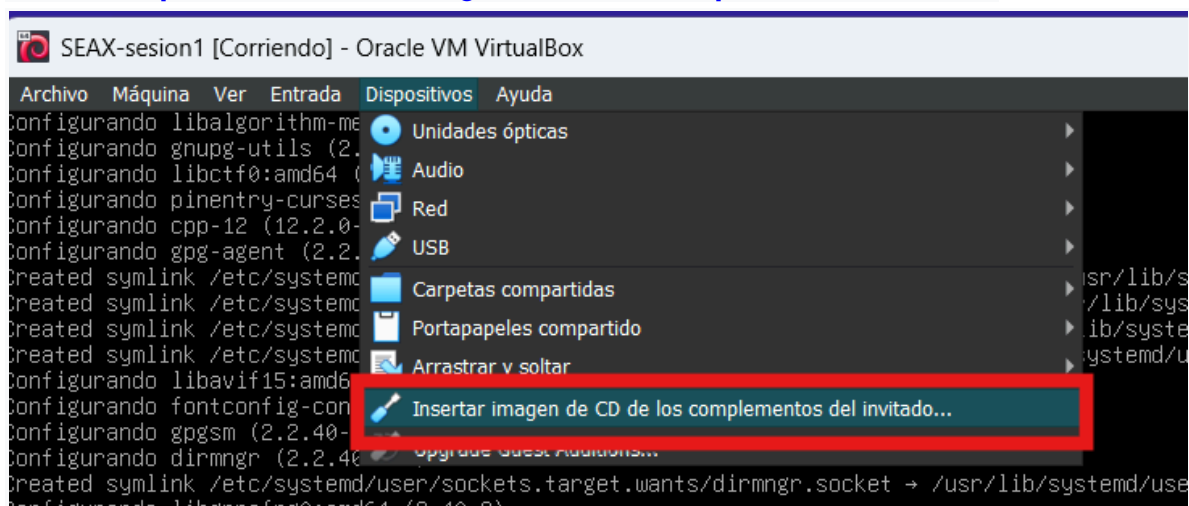 SEAX-sesion1 [Corriendo] - Oracle VM VirtualBox
Archivo Máquina Ver Entrada Dispositivos Ayuda
Configurando libalgorithm-me
Unidades ópticas
Configurando gnupg-utils (2.
Configurando libctf0:amd64 (
Audio
Configurando pinentry-curses
Red
Configurando cpp-12 (12.2.0-
Configurando gpg-agent (2.2.
USB
Created symlink /etc/systemd
usr/lib/s
Carpetas compartidas
Created symlink /etc/systemd
/lib/sys
Created symlink /etc/systemd
Portapapeles compartido
ib/syste
Created symlink /etc/systemd
ystemd/u
Arrastrar y soltar
Configurando libavif15:amd6
Configurando fontconfig-con
Insertar imagen de CD de los complementos del invitado...
Configurando gpgsm (2.2.40-
Upgrade Guest Additions...
Configurando dirmngr (2.2.40
Created symlink /etc/systemd/user/sockets.target.wants/dirmngr.socket → /usr/lib/systemd/use